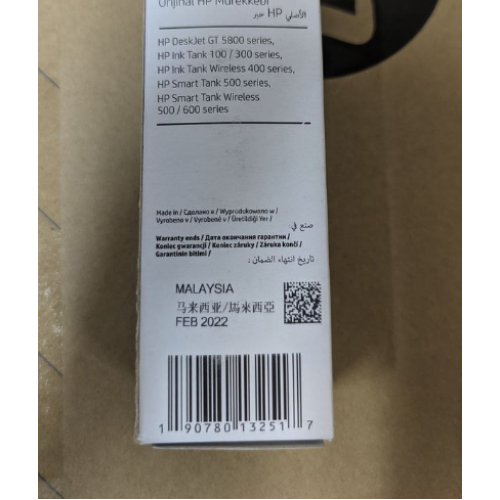 Orijinal HP Mürekkebi
حبر HP الأصلي
HP DeskJet GT 5800 series,
HP Ink Tank 100 / 300 series,
HP Ink Tank Wireless 400 series,
HP Smart Tank 500 series,
HP Smart Tank Wireless
500 / 600 series
Made in / Сделано в / Wyprodukowano w /
Vyrobeno v / Vyrobené v / Üretildiği Yer /
صنع في:
Warranty ends / Дата окончания гарантии /
Koniec gwarancji / Konec záruky / Záruka končí /
Garantinin bitimi /
تاريخ انتهاء الضمان:
MALAYSIA
马来西亚/馬來西亞
FEB 2022
1 90780 13251 7